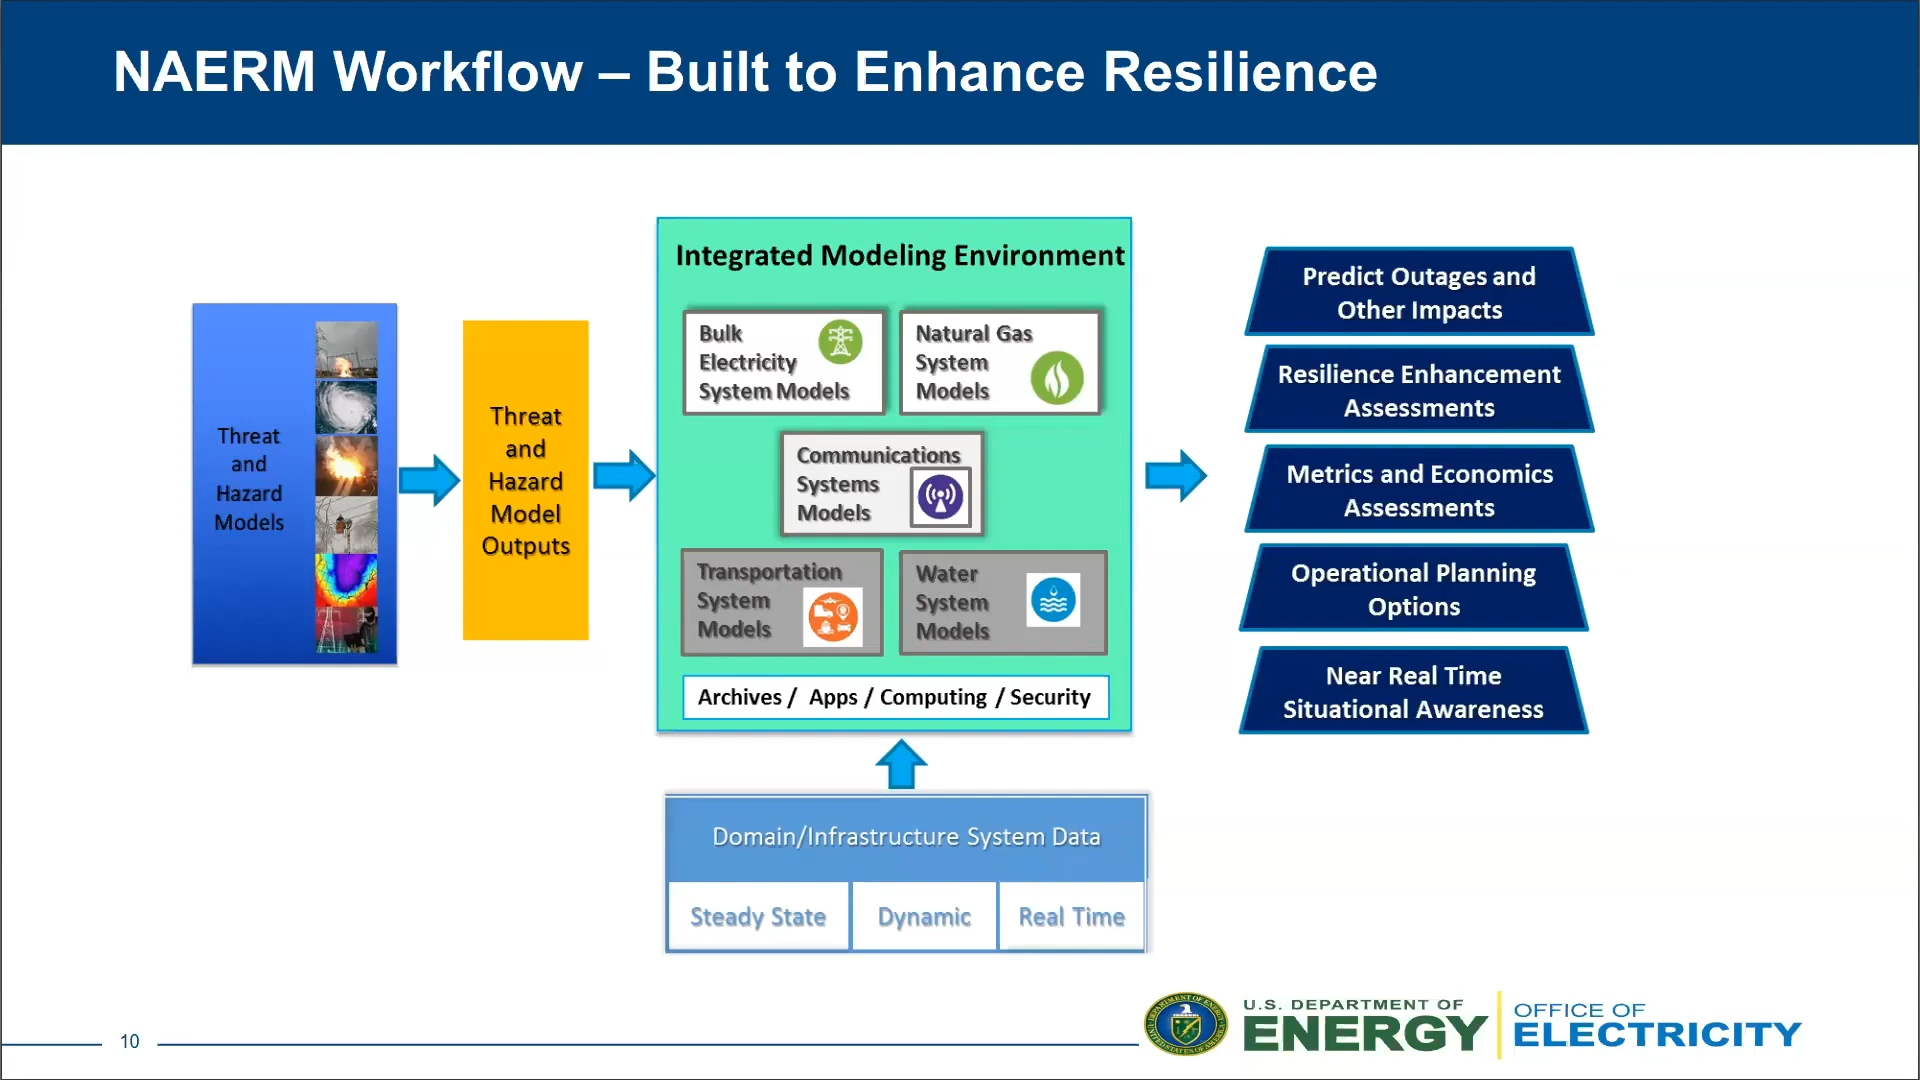 NAERM Workflow – Built to Enhance Resilience
Threat
and
Hazard
Models
Threat
and
Hazard
Model
Outputs
Integrated Modeling Environment
Bulk
Electricity
System Models
Natural Gas
System
Models
Communications
Systems
Models
Transportation
System
Models
Water
System
Models
Archives / Apps / Computing / Security
Domain/Infrastructure System Data
Steady State
Dynamic
Real Time
Predict Outages and
Other Impacts
Resilience Enhancement
Assessments
Metrics and Economics
Assessments
Operational Planning
Options
Near Real Time
Situational Awareness
10
U.S. DEPARTMENT OF
ENERGY
OFFICE OF
ELECTRICITY